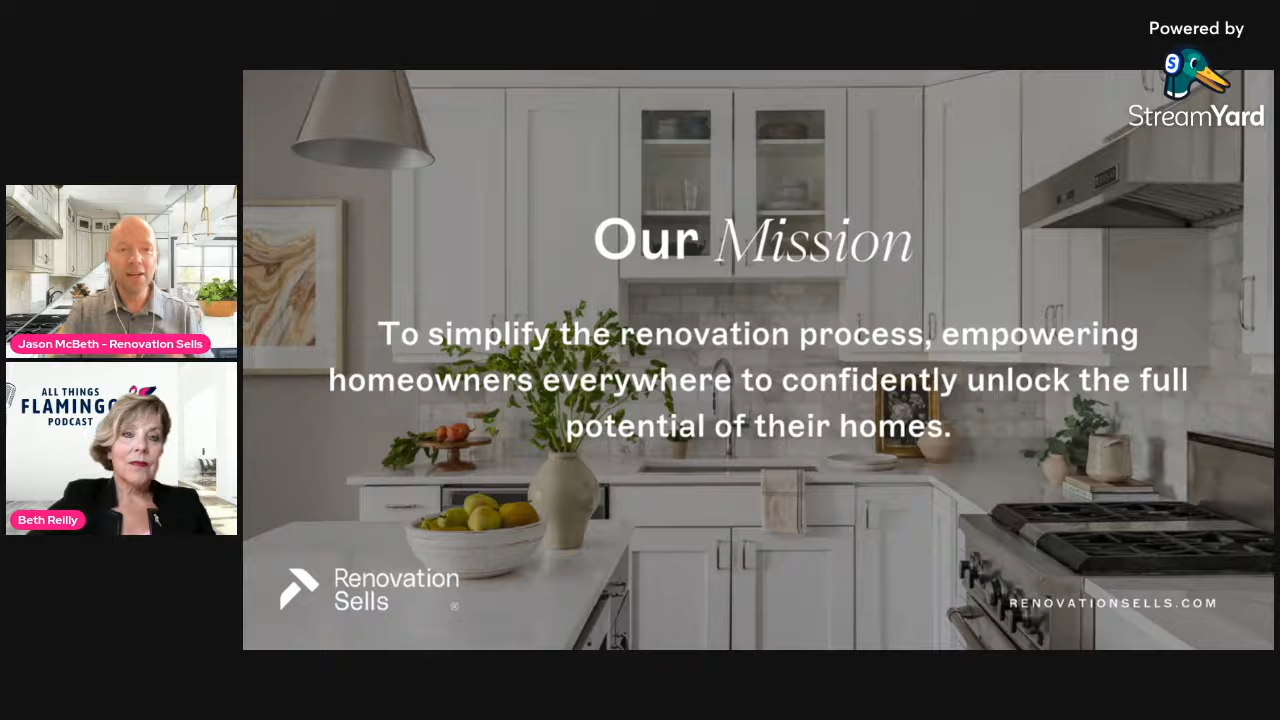 Powered by
StreamYard
Our Mission
To simplify the renovation process, empowering
homeowners everywhere to confidently unlock the full
potential of their homes.
Jason McBeth - Renovation Sells
ALL THINGS
FLAMINGO
PODCAST
Beth Reilly
Renovation
Sells
®
RENOVATIONSELLS.COM